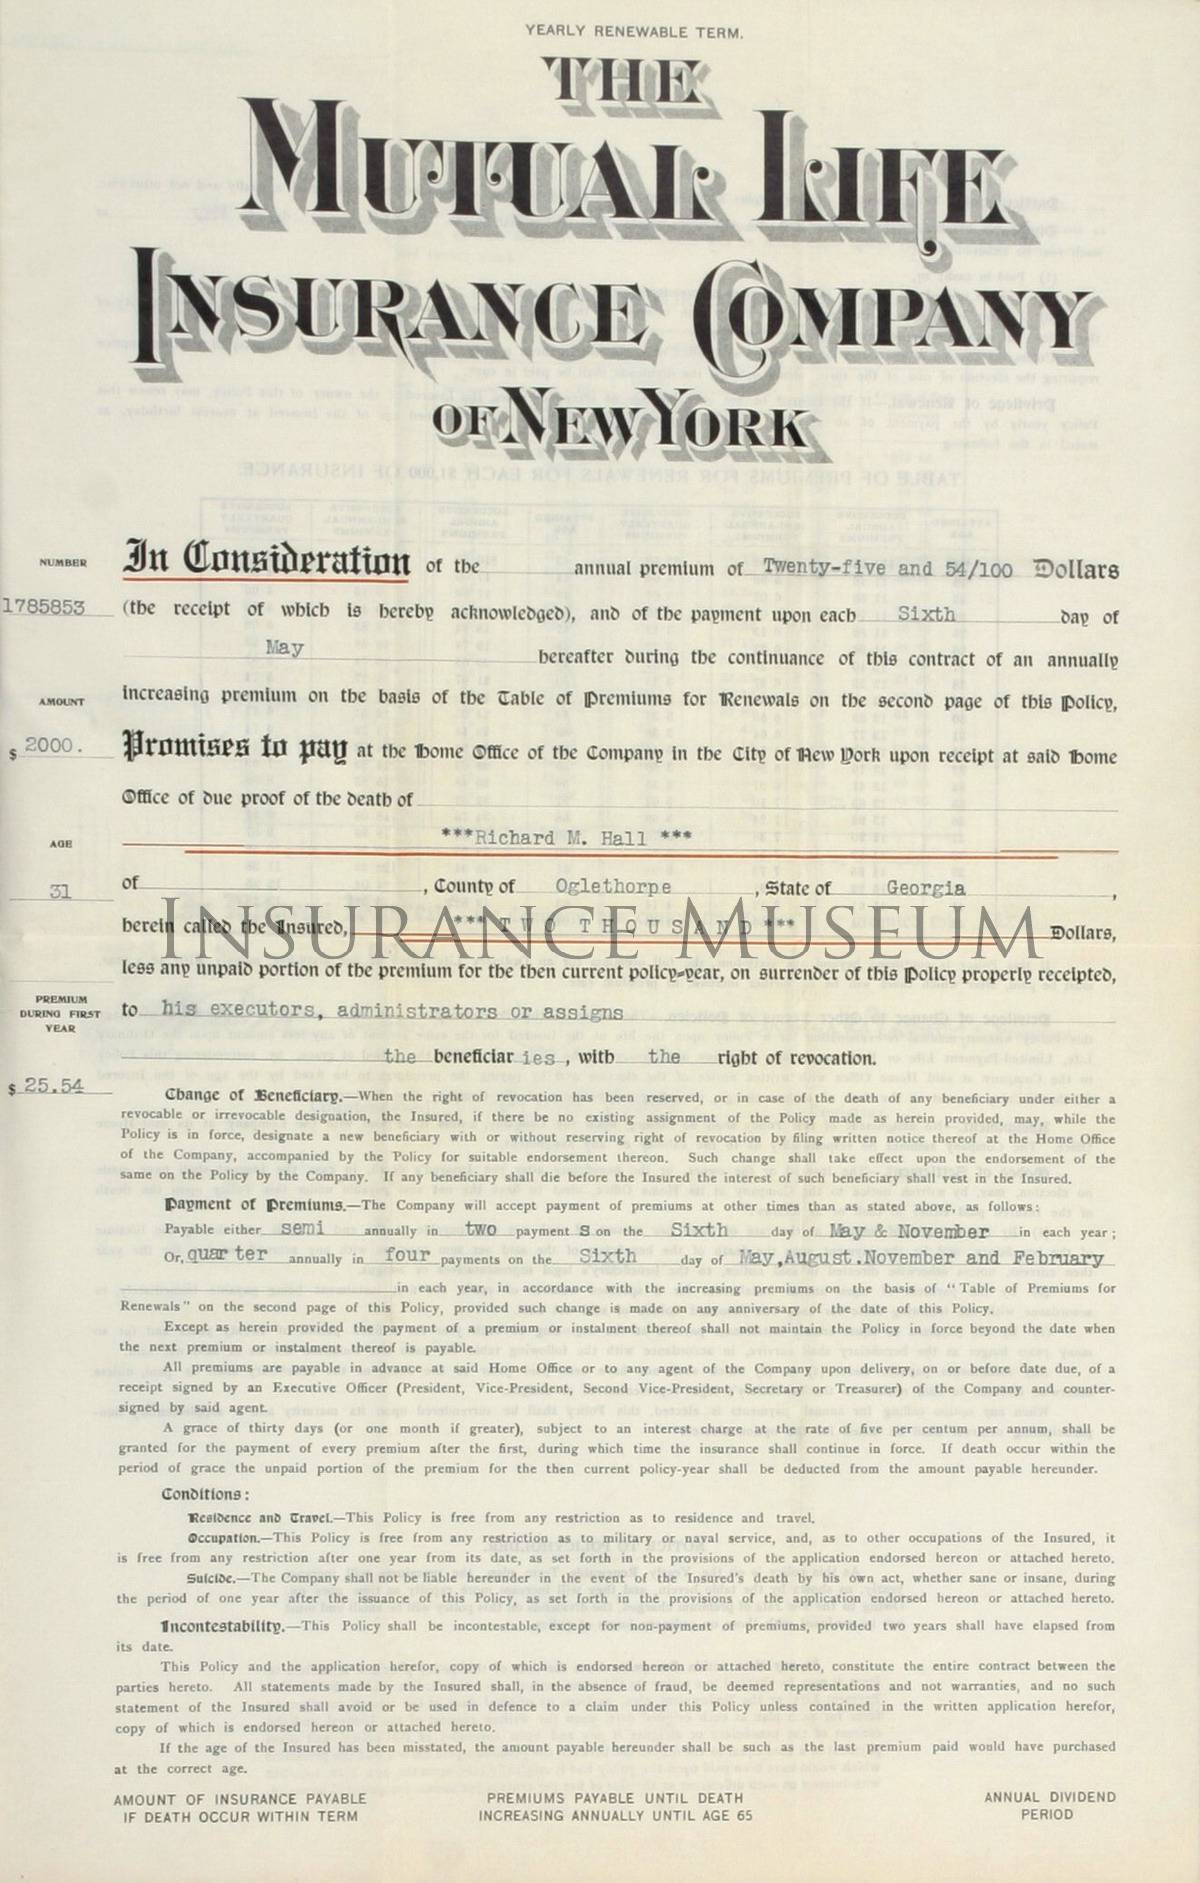 YEARLY RENEWABLE TERM.
THE
MUTUAL LIFE
INSURANCE COMPANY
OF NEW YORK
NUMBER
1785853
In Consideration of the annual premium of Twenty-five and 54/100 Dollars
(the receipt of which is hereby acknowledged), and of the payment upon each Sixth day of
May hereafter during the continuance of this contract of an annually
AMOUNT
increasing premium on the basis of the Table of Premiums for Renewals on the second page of this Policy,
$ 2000.
Promises to pay at the Home Office of the Company in the City of New York upon receipt at said Home
Office of due proof of the death of
AGE
***Richard M. Hall ***
31
of , County of Oglethorpe , State of Georgia ,
INSURANCE MUSEUM
herein called the Insured, *** T W O T H O U S A N D *** Dollars,
less any unpaid portion of the premium for the then current policy-year, on surrender of this Policy properly receipted,
PREMIUM
DURING FIRST
YEAR
to his executors, administrators or assigns
the beneficiar ies , with the right of revocation.
$ 25.54
Change of Beneficiary.—When the right of revocation has been reserved, or in case of the death of any beneficiary under either a
revocable or irrevocable designation, the Insured, if there be no existing assignment of the Policy made as herein provided, may, while the
Policy is in force, designate a new beneficiary with or without reserving right of revocation by filing written notice thereof at the Home Office
of the Company, accompanied by the Policy for suitable endorsement thereon. Such change shall take effect upon the endorsement of the
same on the Policy by the Company. If any beneficiary shall die before the Insured the interest of such beneficiary shall vest in the Insured.
Payment of Premiums.—The Company will accept payment of premiums at other times than as stated above, as follows:
Payable either semi annually in two payment s on the Sixth day of May & November in each year;
Or, quar ter annually in four payments on the Sixth day of May,August.November and February
in each year, in accordance with the increasing premiums on the basis of "Table of Premiums for
Renewals" on the second page of this Policy, provided such change is made on any anniversary of the date of this Policy.
Except as herein provided the payment of a premium or instalment thereof shall not maintain the Policy in force beyond the date when
the next premium or instalment thereof is payable.
All premiums are payable in advance at said Home Office or to any agent of the Company upon delivery, on or before date due, of a
receipt signed by an Executive Officer (President, Vice-President, Second Vice-President, Secretary or Treasurer) of the Company and counter-
signed by said agent.
A grace of thirty days (or one month if greater), subject to an interest charge at the rate of five per centum per annum, shall be
granted for the payment of every premium after the first, during which time the insurance shall continue in force. If death occur within the
period of grace the unpaid portion of the premium for the then current policy-year shall be deducted from the amount payable hereunder.
Conditions:
Residence and Travel.—This Policy is free from any restriction as to residence and travel.
Occupation.—This Policy is free from any restriction as to military or naval service, and, as to other occupations of the Insured, it
is free from any restriction after one year from its date, as set forth in the provisions of the application endorsed hereon or attached hereto.
Suicide.—The Company shall not be liable hereunder in the event of the Insured's death by his own act, whether sane or insane, during
the period of one year after the issuance of this Policy, as set forth in the provisions of the application endorsed hereon or attached hereto.
Incontestability.—This Policy shall be incontestable, except for non-payment of premiums, provided two years shall have elapsed from
its date.
This Policy and the application herefor, copy of which is endorsed hereon or attached hereto, constitute the entire contract between the
parties hereto. All statements made by the Insured shall, in the absence of fraud, be deemed representations and not warranties, and no such
statement of the Insured shall avoid or be used in defence to a claim under this Policy unless contained in the written application herefor,
copy of which is endorsed hereon or attached hereto.
If the age of the Insured has been misstated, the amount payable hereunder shall be such as the last premium paid would have purchased
at the correct age.
AMOUNT OF INSURANCE PAYABLE
IF DEATH OCCUR WITHIN TERM
PREMIUMS PAYABLE UNTIL DEATH
INCREASING ANNUALLY UNTIL AGE 65
ANNUAL DIVIDEND
PERIOD